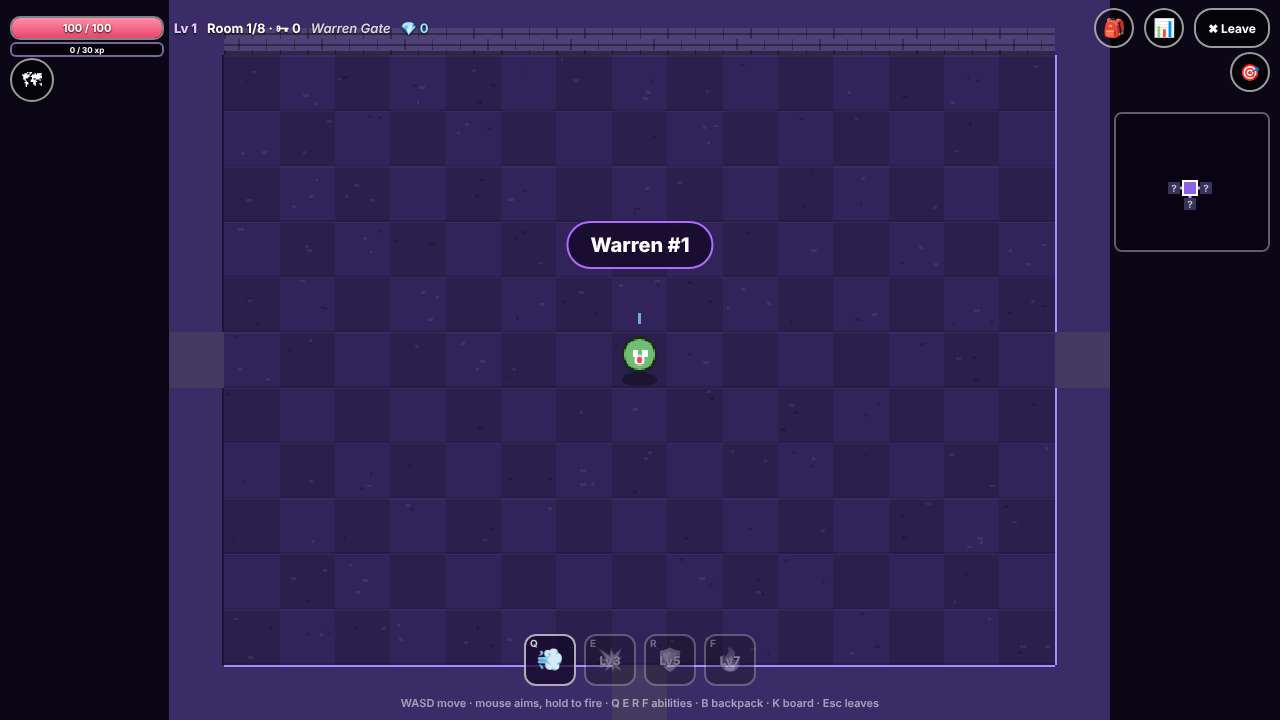 100 / 100
0 / 30 xp
Lv 1 Room 1/8 · 🗝 0 Warren Gate 💎 0
✖ Leave
? ?
?
Warren #1
Q E R F
Lv3 Lv5 Lv7
WASD move · mouse aims, hold to fire · Q E R F abilities · B backpack · K board · Esc leaves